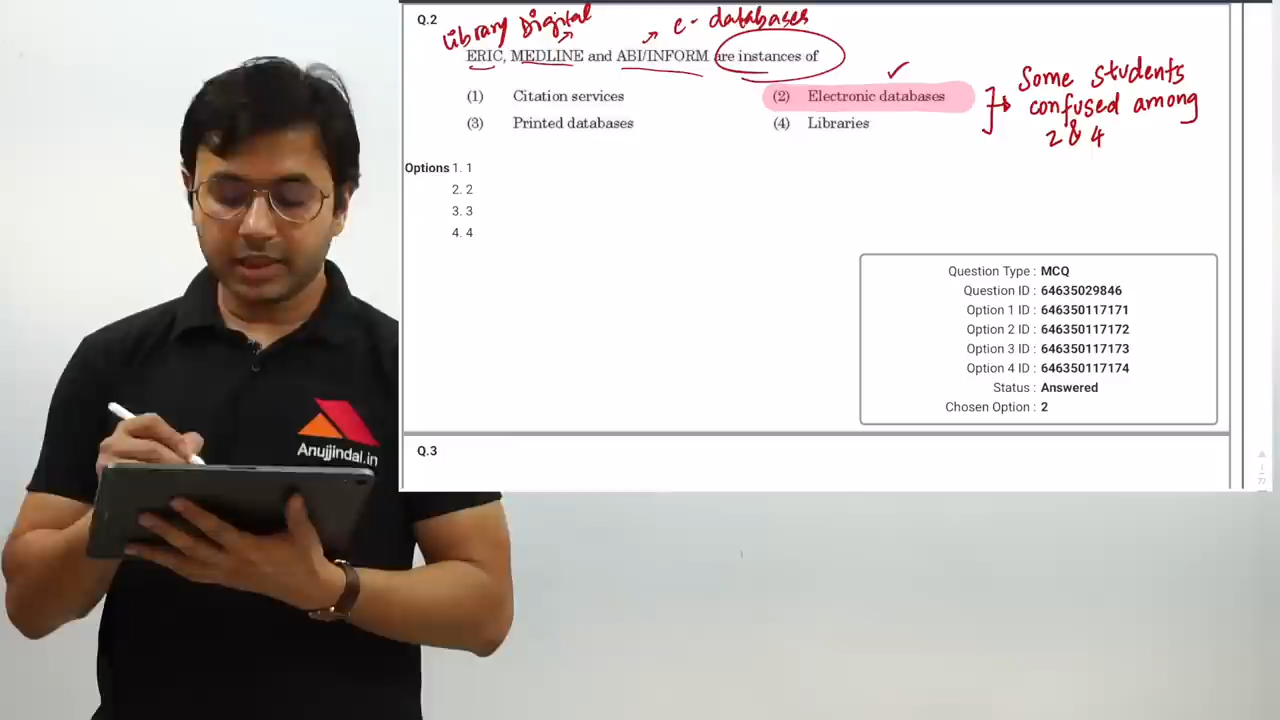 Q.2
Library Digital e-databases
ERIC, MEDLINE and ABI/INFORM are instances of
(1) Citation services
(2) Electronic databases
(3) Printed databases
(4) Libraries
Some students
confused among
2 & 4
Options 1. 1
2. 2
3. 3
4. 4
Question Type : MCQ
Question ID : 64635029846
Option 1 ID : 646350117171
Option 2 ID : 646350117172
Option 3 ID : 646350117173
Option 4 ID : 646350117174
Status : Answered
Chosen Option : 2
Q.3
Anujjindal.in